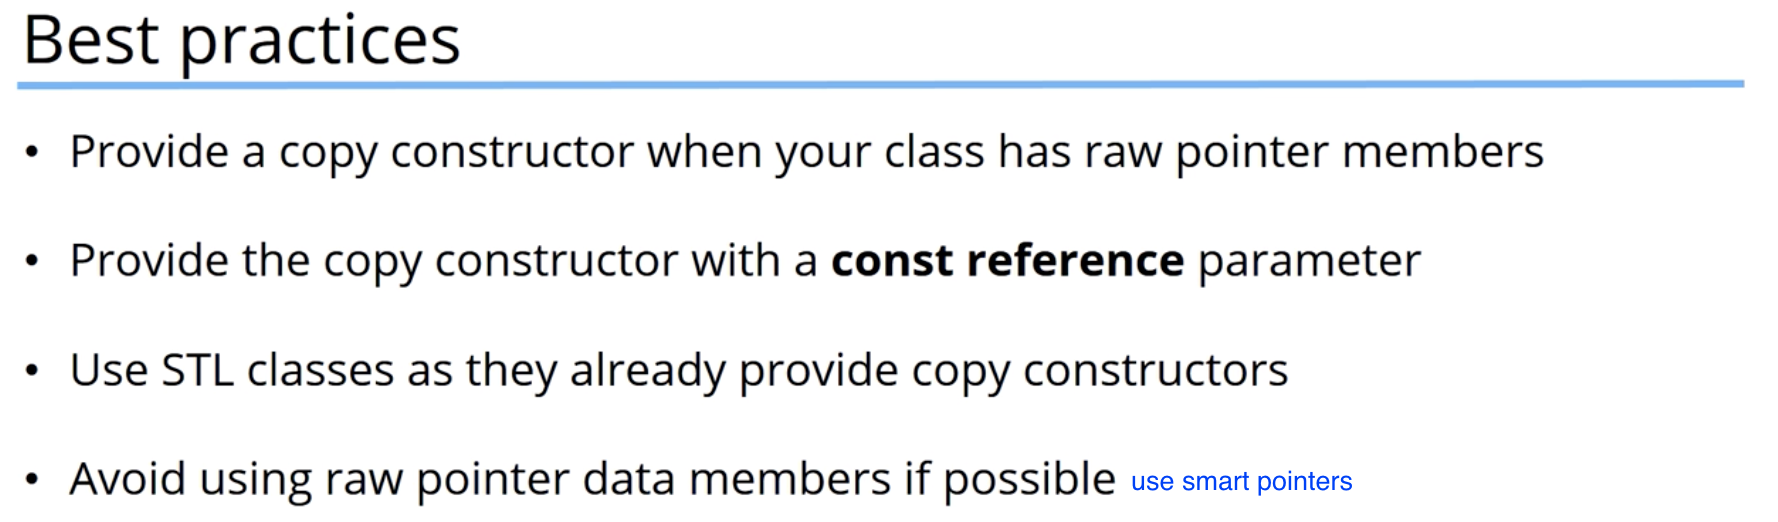 Best practices
• Provide a copy constructor when your class has raw pointer members
• Provide the copy constructor with a const reference parameter
• Use STL classes as they already provide copy constructors
• Avoid using raw pointer data members if possible use smart pointers